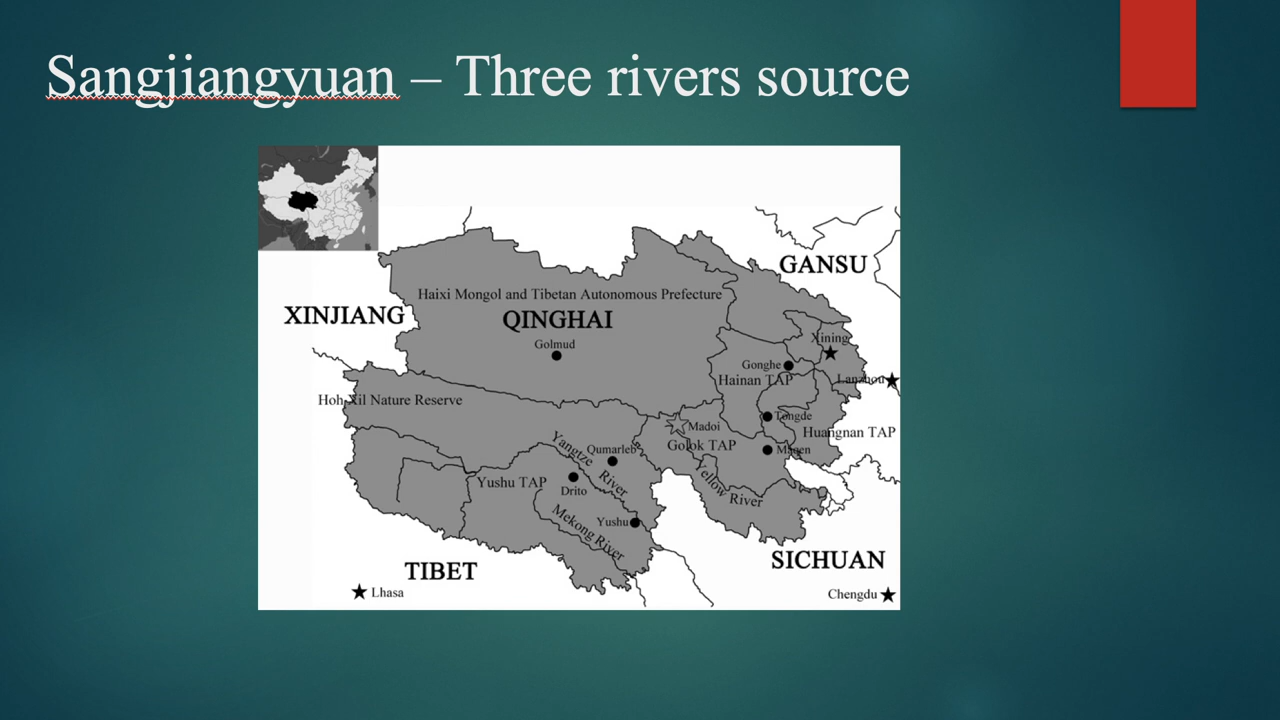 Sangjiangyuan – Three rivers source
GANSU
Haixi Mongol and Tibetan Autonomous Prefecture
XINJIANG
QINGHAI
Xining
Golmud
Gonghe
Hainan TAP
Lanzhou
Hoh Xil Nature Reserve
Tongde
Madoi
Huangnan TAP
Golok TAP
Yangtze River
Qumarleb
Maqen
Yushu TAP
Drito
Yellow River
Mekong River
Yushu
SICHUAN
TIBET
Lhasa
Chengdu